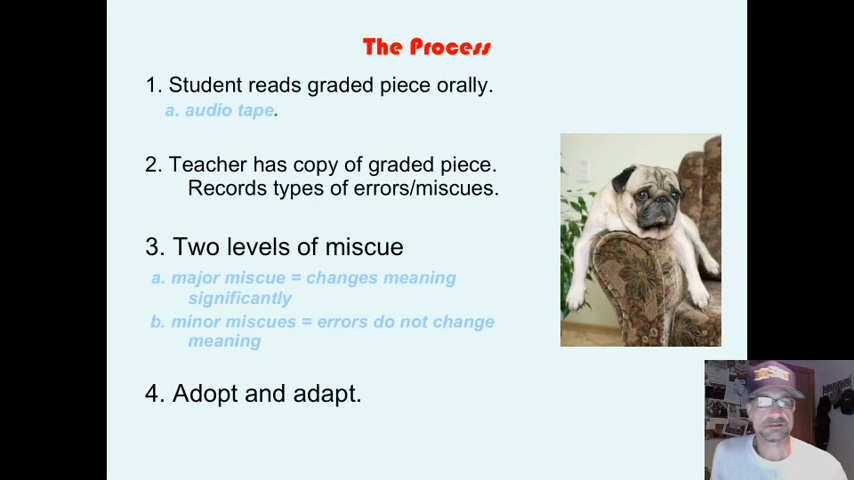 The Process
1. Student reads graded piece orally.
a. audio tape.
2. Teacher has copy of graded piece.
Records types of errors/miscues.
3. Two levels of miscue
a. major miscue = changes meaning
significantly
b. minor miscues = errors do not change
meaning
4. Adopt and adapt.